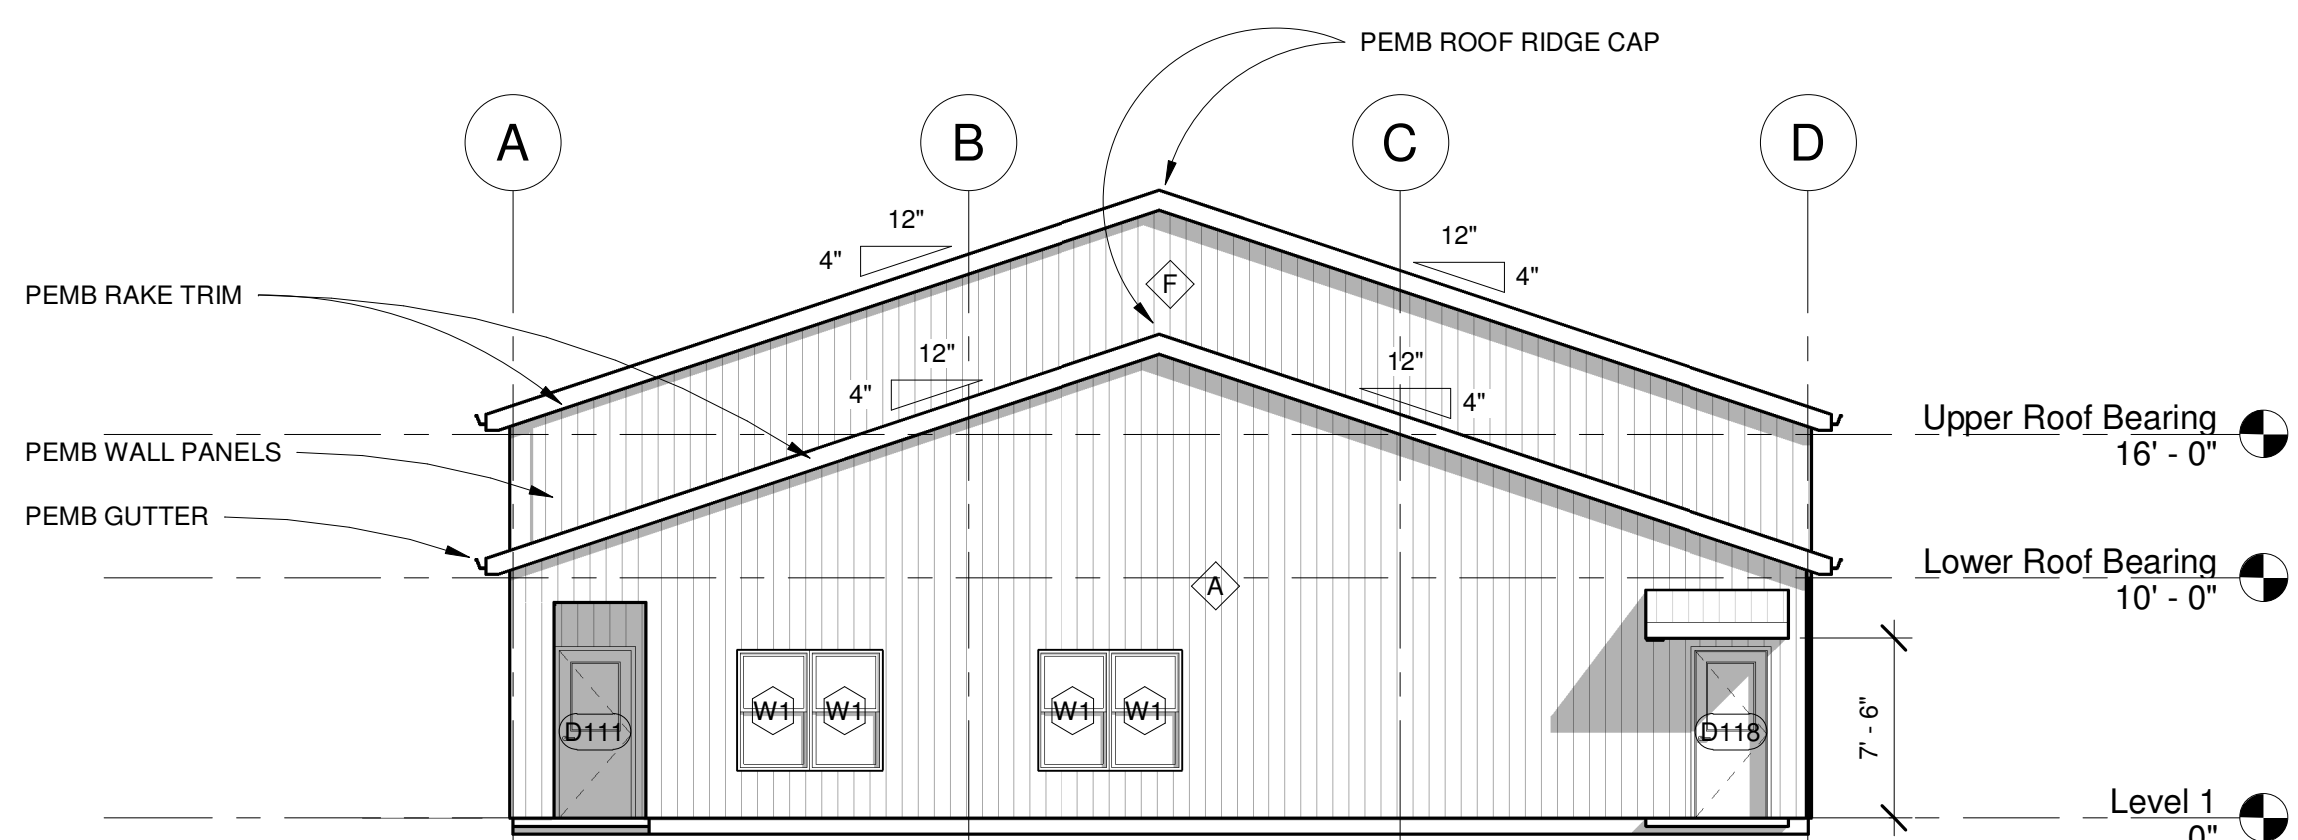 PEMB ROOF RIDGE CAP
A
B
C
D
12"
4"
12"
4"
PEMB RAKE TRIM
F
12"
4"
12"
4"
Upper Roof Bearing
16' - 0"
PEMB WALL PANELS
PEMB GUTTER
Lower Roof Bearing
10' - 0"
A
W1
W1
W1
W1
D111
D118
7' - 6"
Level 1
0"